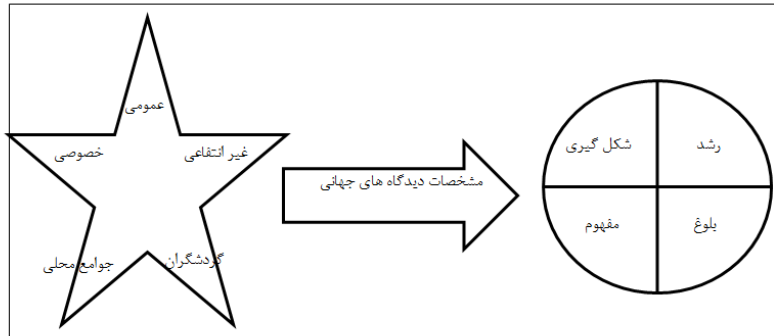 عمومی
غیر انتفاعی
خصوصی
گردشگران
جوامع محلی
مشخصات دیدگاه های جهانی
رشد
شکل گیری
بلوغ
مفهوم